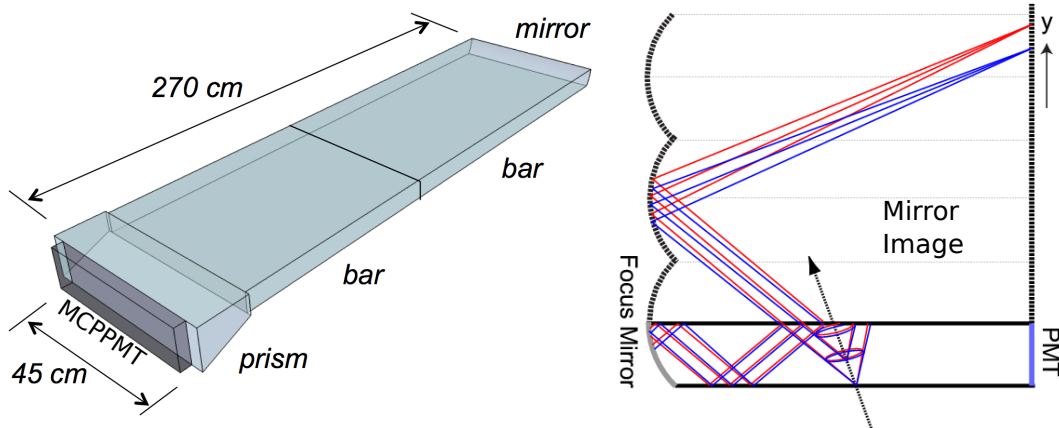 mirror
270 cm
bar
bar
MCPPMT
prism
45 cm
y
Mirror
Image
Focus Mirror
PMT